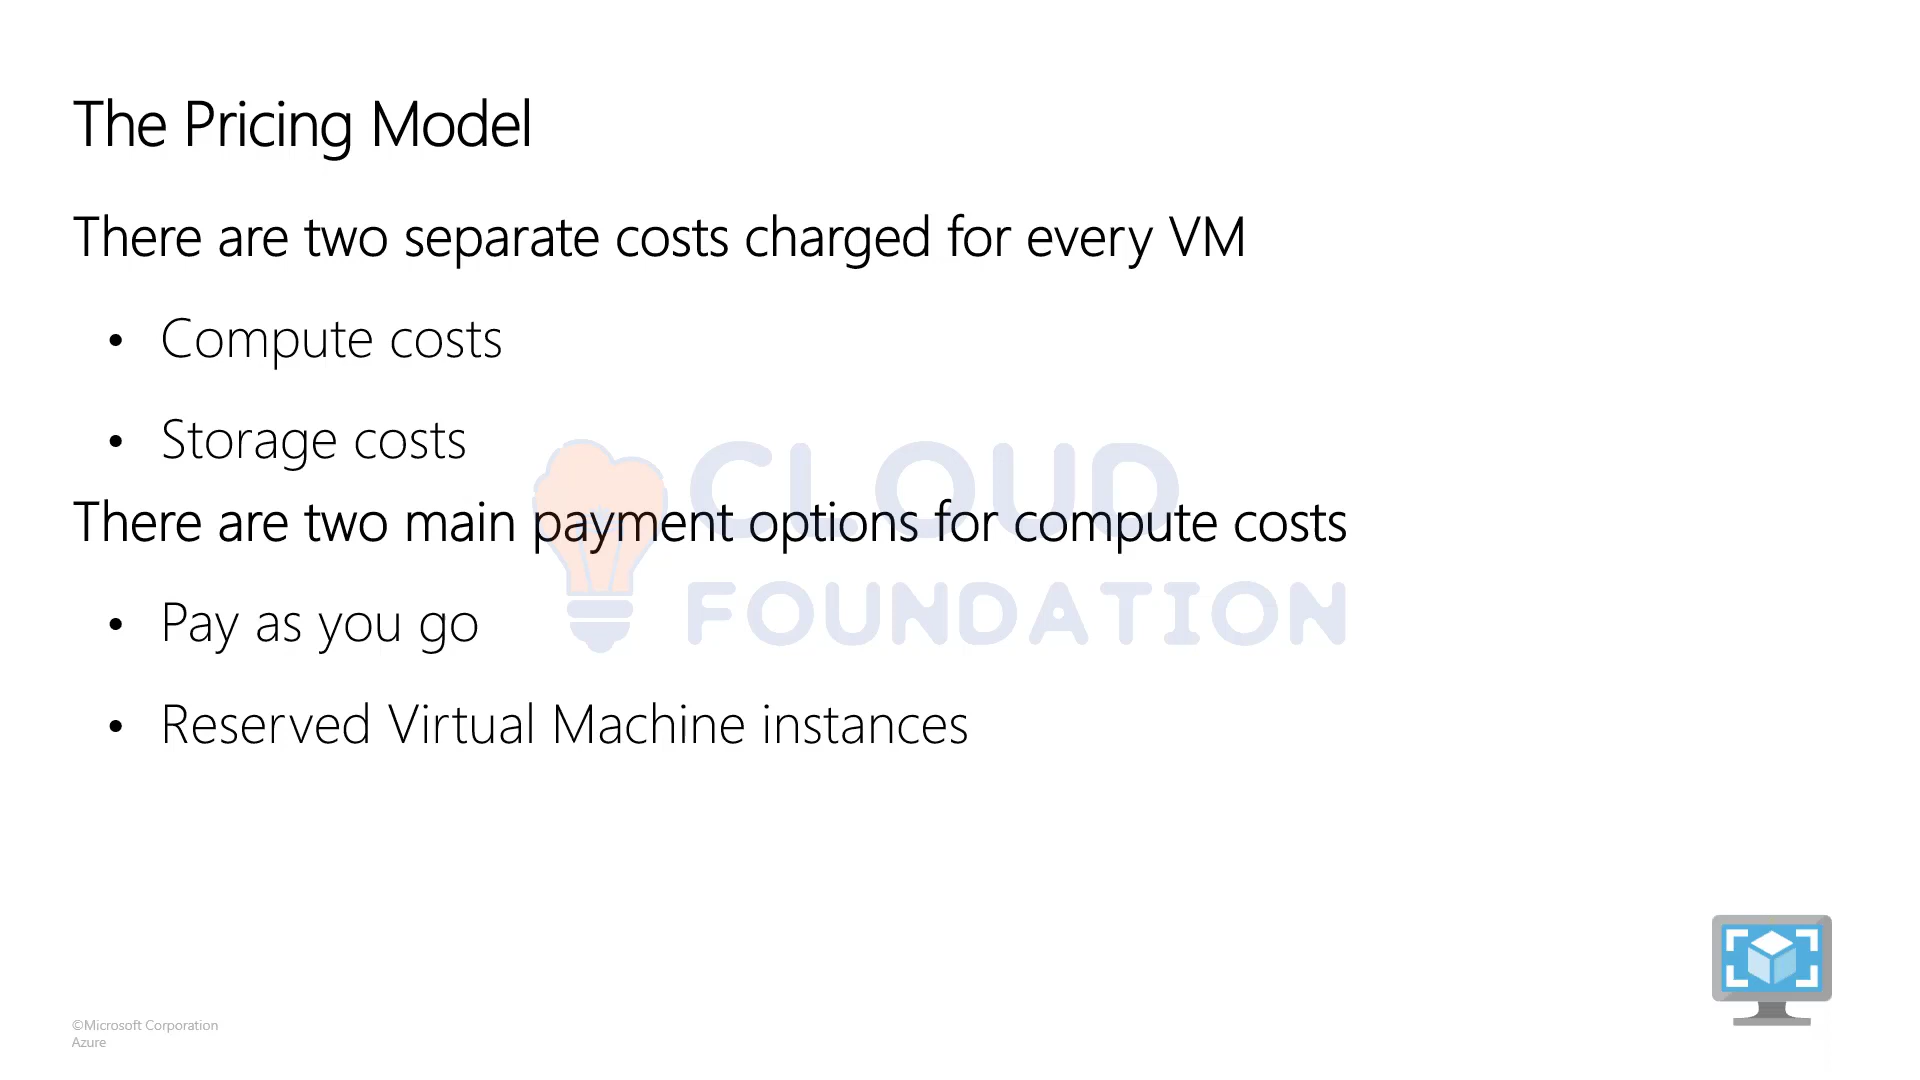 The Pricing Model
There are two separate costs charged for every VM
• Compute costs
• Storage costs
There are two main payment options for compute costs
• Pay as you go
• Reserved Virtual Machine instances
CLOUD
FOUNDATION
©Microsoft Corporation
Azure